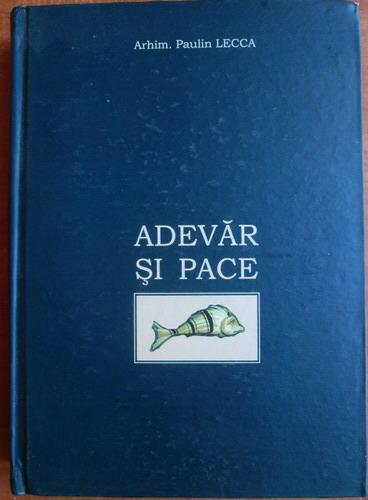 Arhim. Paulin LECCA
ADEVĂR
ŞI PACE